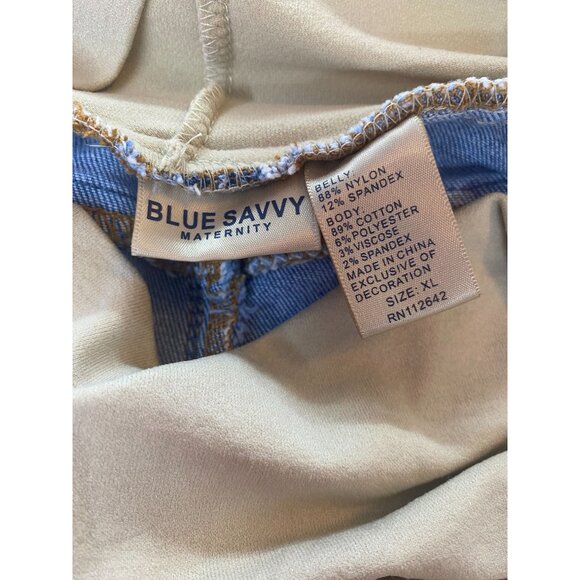 BLUE SAVVY
MATERNITY
BELLY
88% NYLON
12% SPANDEX
BODY:
89% COTTON
6% POLYESTER
3% VISCOSE
2% SPANDEX
MADE IN CHINA
EXCLUSIVE OF
DECORATION
SIZE: XL
RN112642